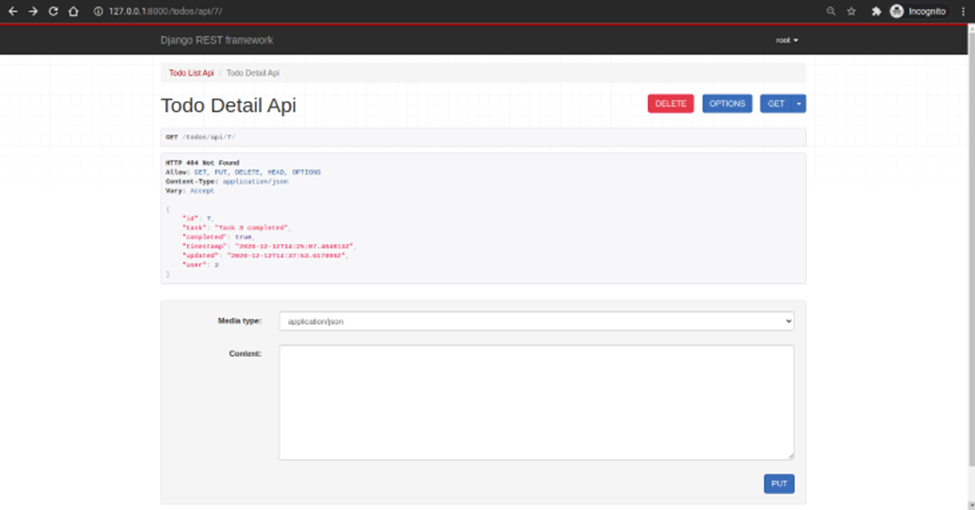 127.0.0.1:8000/todos/api/7/
Incognito
Django REST framework
root
Todo List Api / Todo Detail Api
Todo Detail Api
DELETE
OPTIONS
GET
GET /todos/api/7/
HTTP 404 Not Found
Allow: GET, PUT, DELETE, HEAD, OPTIONS
Content-Type: application/json
Vary: Accept
{
"id": 7,
"task": "Task 3 completed",
"completed": true,
"timestamp":
"updated":
"user": 2
}
Media type:
application/json
Content:
PUT